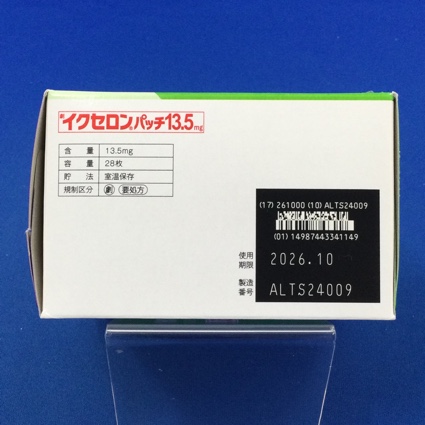 劇 イクセロン®パッチ13.5mg
含量 13.5mg
容量 28枚
貯法 室温保存
規制区分 劇 要処方
(17) 261000 (10) ALTS24009
(01) 14987443341149
使用期限 2026.10
製造番号 ALTS24009